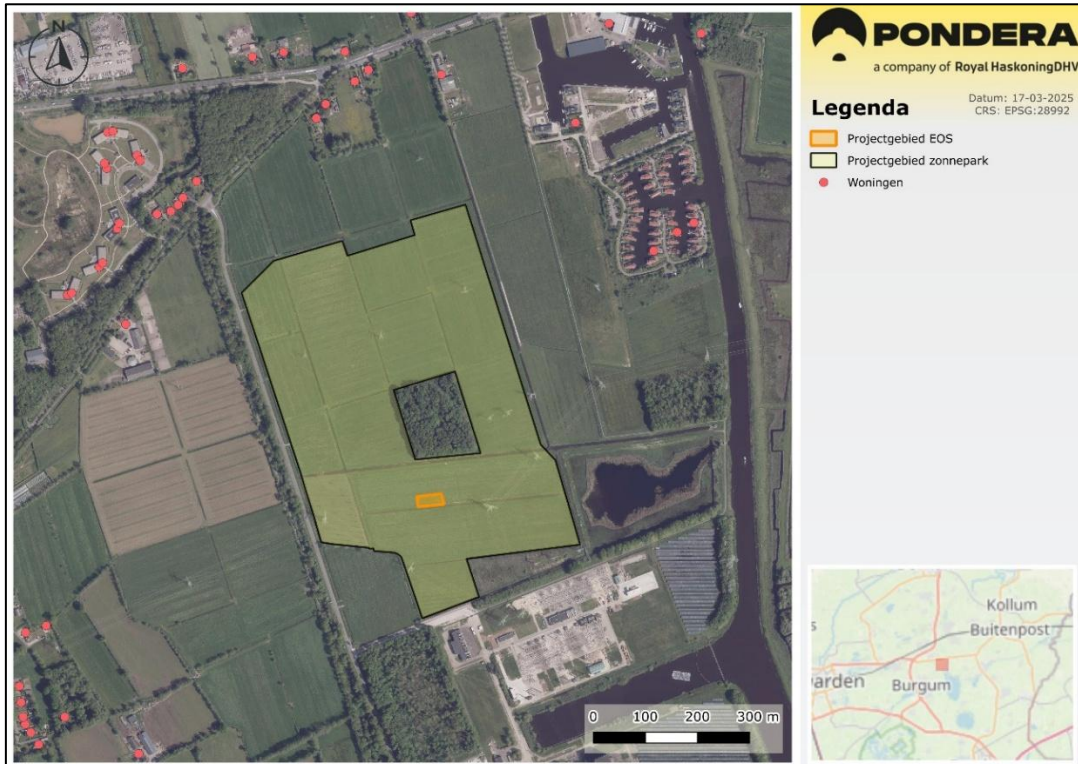 N
PONDERA
a company of Royal HaskoningDHV
Legenda
Datum: 17-03-2025
CRS: EPSG:28992
Projectgebied EOS
Projectgebied zonnepark
Woningen
0 100 200 300 m
Kollum
Buitenpost
Burgum